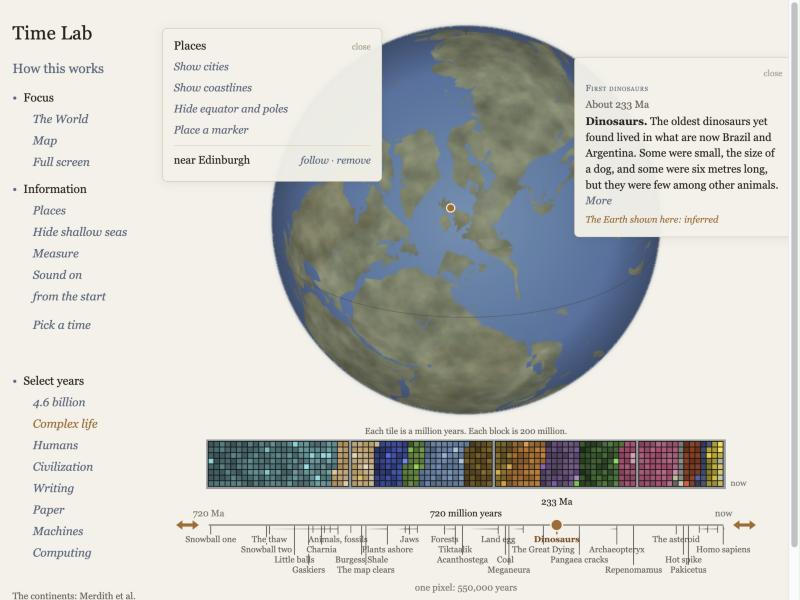 Time Lab
How this works
• Focus
The World
Map
Full screen
• Information
Places
Hide shallow seas
Measure
Sound on
from the start
Pick a time
• Select years
4.6 billion
Complex life
Humans
Civilization
Writing
Paper
Machines
Computing
The continents: Merdith et al.
Places
close
Show cities
Show coastlines
Hide equator and poles
Place a marker
near Edinburgh
follow · remove
close
First dinosaurs
About 233 Ma
Dinosaurs. The oldest dinosaurs yet
found lived in what are now Brazil and
Argentina. Some were small, the size of
a dog, and some were six metres long,
but they were few among other animals.
More
The Earth shown here: inferred
Each tile is a million years. Each block is 200 million.
now
233 Ma
720 Ma
720 million years
now
Snowball one The thaw Animals, fossils Jaws Forests Land egg Dinosaurs The asteroid
Snowball two Charnia Plants ashore Tiktaalik The Great Dying Archaeopteryx Homo sapiens
Little balls Burgess Shale Acanthostega Coal Pangaea cracks Hot spike
Gaskiers The map clears Meganeura Repenomamus Pakicetus
one pixel: 550,000 years